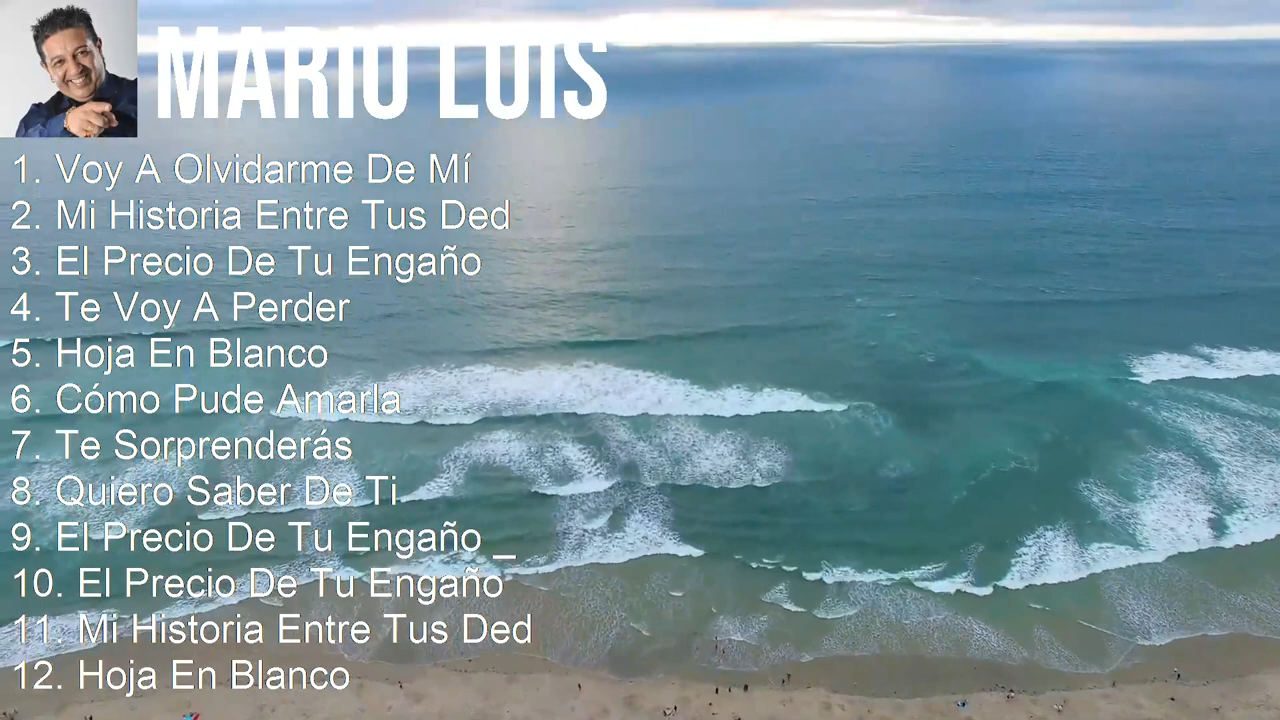 MARIO LUIS
1. Voy A Olvidarme De Mí
2. Mi Historia Entre Tus Ded
3. El Precio De Tu Engaño
4. Te Voy A Perder
5. Hoja En Blanco
6. Cómo Pude Amarla
7. Te Sorprenderás
8. Quiero Saber De Ti
9. El Precio De Tu Engaño _
10. El Precio De Tu Engaño
11. Mi Historia Entre Tus Ded
12. Hoja En Blanco